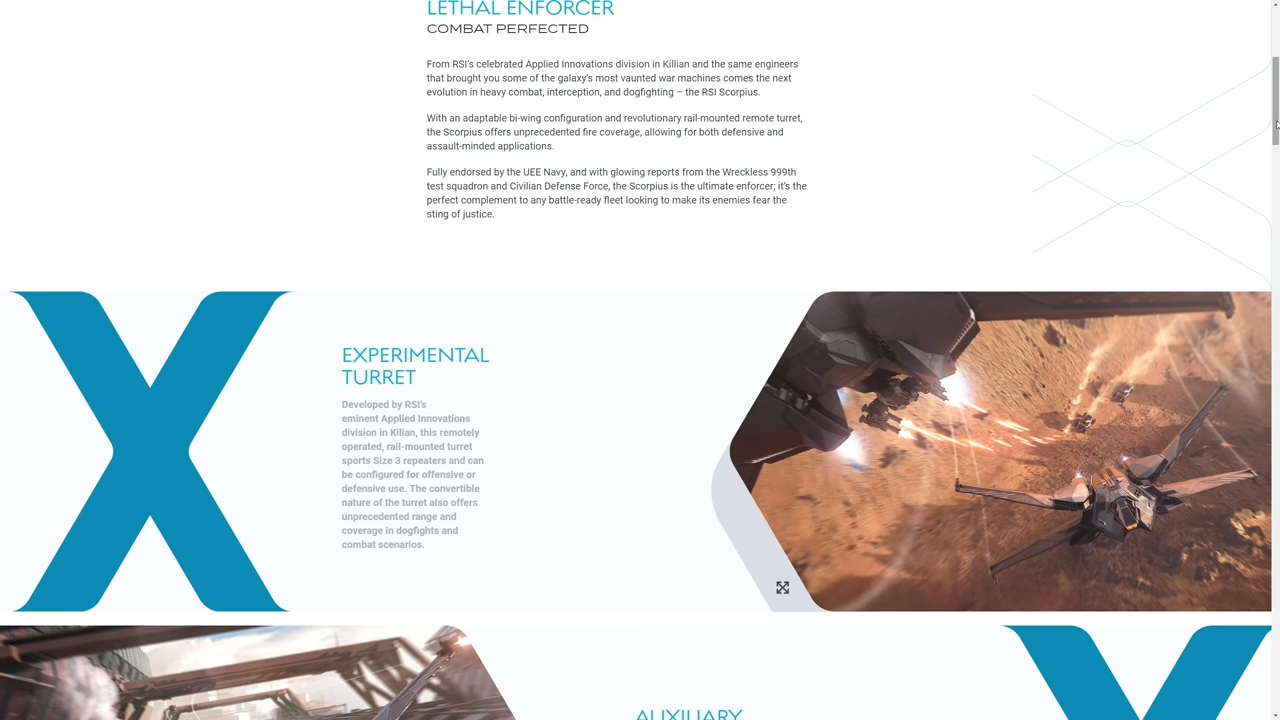 LETHAL ENFORCER
COMBAT PERFECTED
From RSI’s celebrated Applied Innovations division in Killian and the same engineers
that brought you some of the galaxy’s most vaunted war machines comes the next
evolution in heavy combat, interception, and dogfighting – the RSI Scorpius.
With an adaptable bi-wing configuration and revolutionary rail-mounted remote turret,
the Scorpius offers unprecedented fire coverage, allowing for both defensive and
assault-minded applications.
Fully endorsed by the UEE Navy, and with glowing reports from the Wreckless 999th
test squadron and Civilian Defense Force, the Scorpius is the ultimate enforcer; it’s the
perfect complement to any battle-ready fleet looking to make its enemies fear the
sting of justice.
X
EXPERIMENTAL
TURRET
Developed by RSI’s
eminent Applied Innovations
division in Kilian, this remotely
operated, rail-mounted turret
sports Size 3 repeaters and can
be configured for offensive or
defensive use. The convertible
nature of the turret also offers
unprecedented range and
coverage in dogfights and
combat scenarios.
AUXILIARY